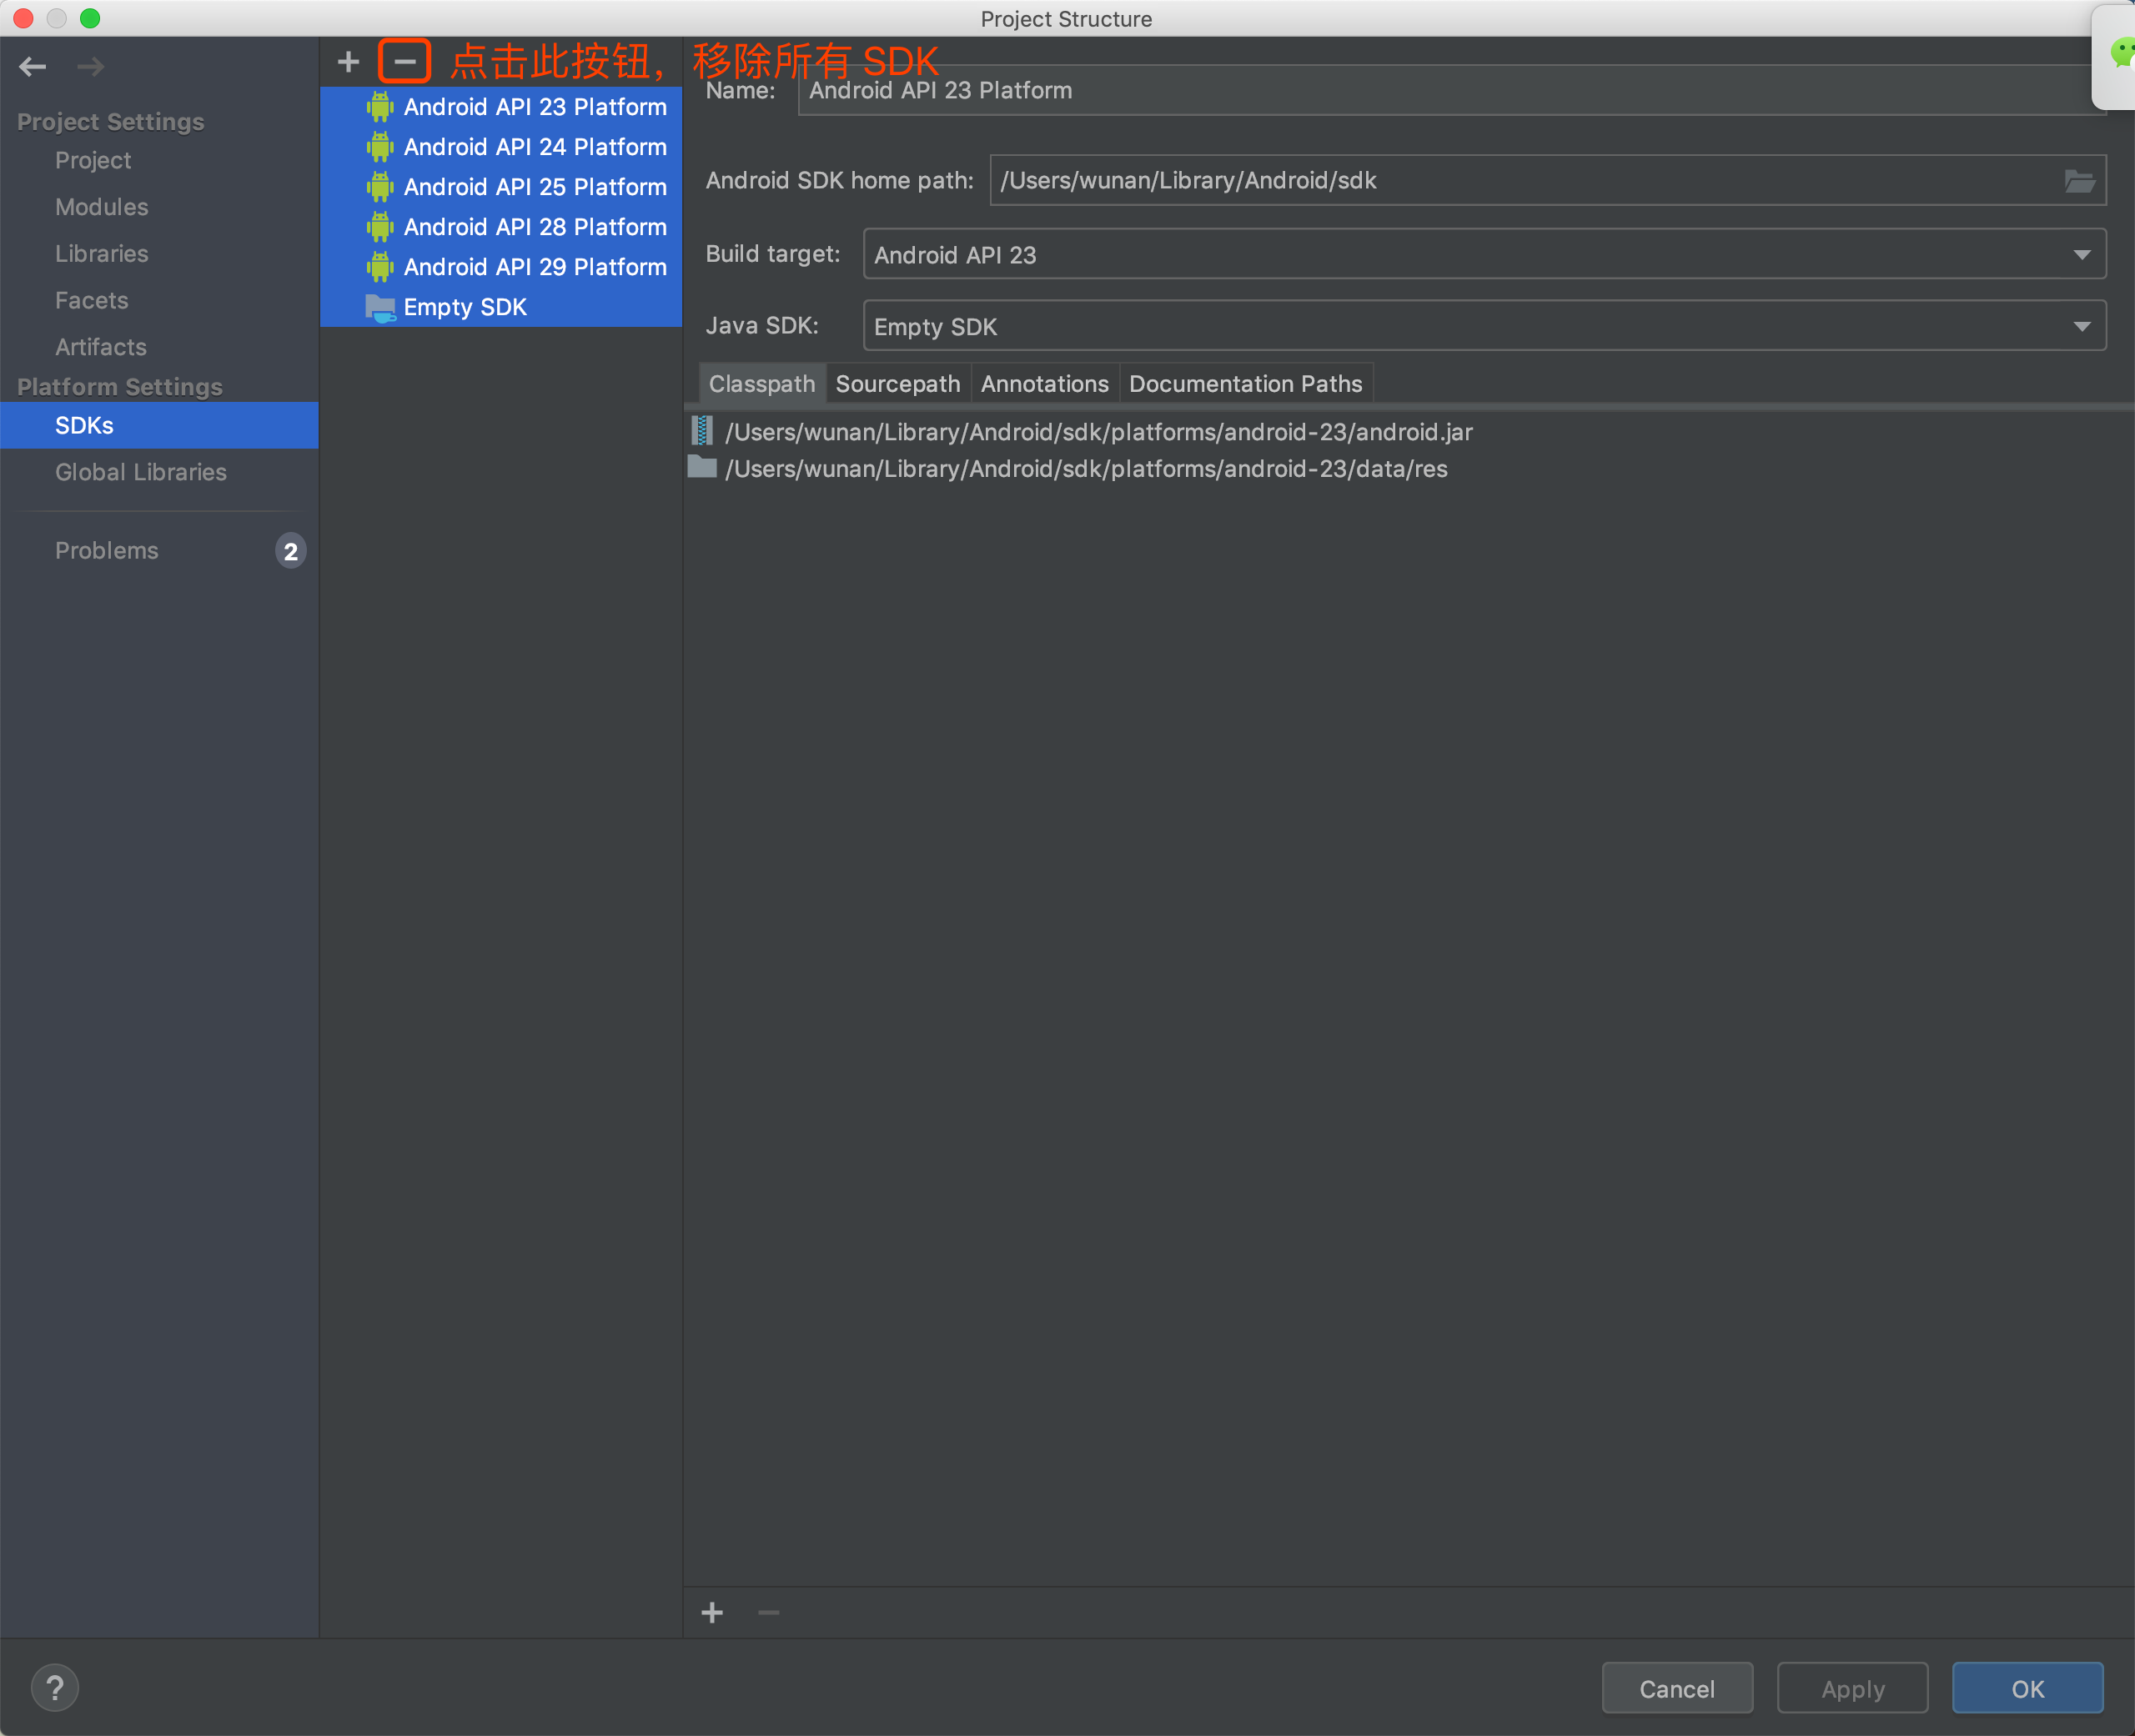 Project Structure
点击此按钮，移除所有 SDK
Project Settings
Project
Modules
Libraries
Facets
Artifacts
Platform Settings
SDKs
Global Libraries
Problems
2
Android API 23 Platform
Android API 24 Platform
Android API 25 Platform
Android API 28 Platform
Android API 29 Platform
Empty SDK
Name: Android API 23 Platform
Android SDK home path: /Users/wunan/Library/Android/sdk
Build target: Android API 23
Java SDK: Empty SDK
Classpath Sourcepath Annotations Documentation Paths
/Users/wunan/Library/Android/sdk/platforms/android-23/android.jar
/Users/wunan/Library/Android/sdk/platforms/android-23/data/res
? Cancel Apply OK